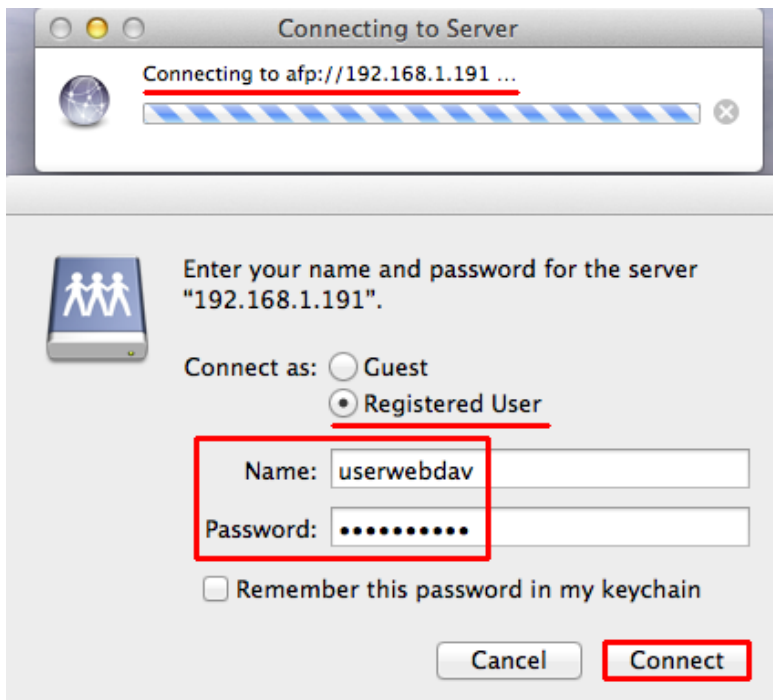 Connecting to Server
Connecting to afp://192.168.1.191 ...
Enter your name and password for the server
“192.168.1.191”.
Connect as: Guest
Registered User
Name: userwebdav
Password: ••••••••••
Remember this password in my keychain
Cancel Connect